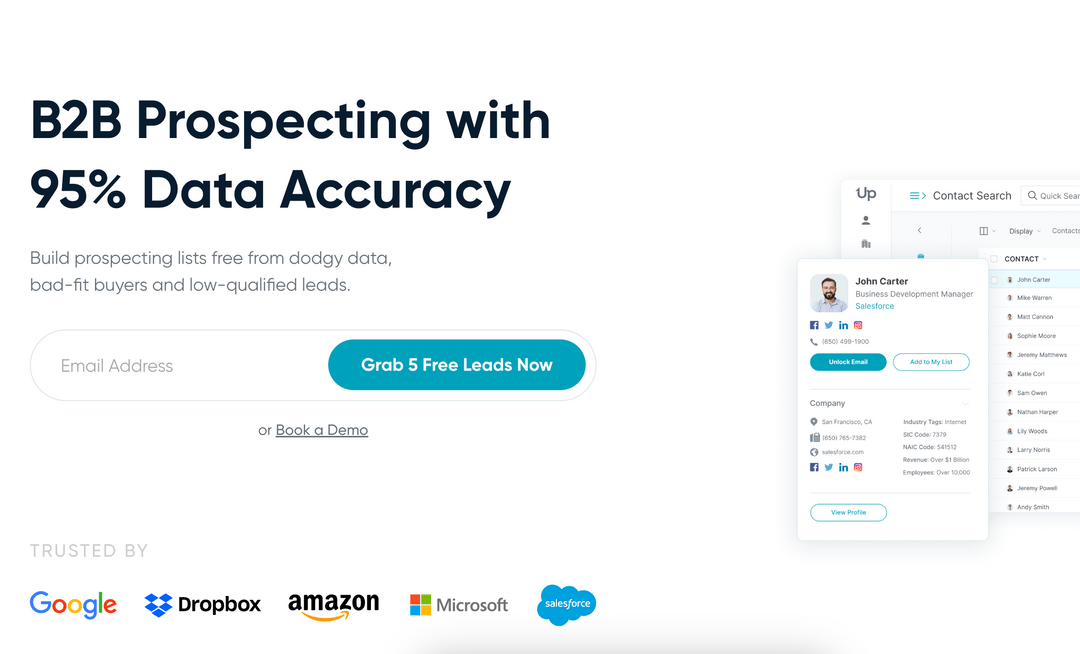 B2B Prospecting with
95% Data Accuracy
Build prospecting lists free from dodgy data,
bad-fit buyers and low-qualified leads.
Email Address
Grab 5 Free Leads Now
or Book a Demo
TRUSTED BY
Google
Dropbox
amazon
Microsoft
salesforce
Up
Contact Search
Quick Sear
Display
Contacts
CONTACT
John Carter
Mike Warren
Matt Cannon
Sophie Moore
Jeremy Matthews
Katie Corl
Sam Owen
Nathan Harper
Lily Woods
Larry Norris
Patrick Larson
Jeremy Powell
Andy Smith
John Carter
Business Development Manager
Salesforce
(650) 499-1900
Unlock Email
Add to My List
Company
San Francisco, CA
(650) 765-7382
salesforce.com
Industry Tags: Internet
SIC Code: 7379
NAIC Code: 541512
Revenue: Over $1 Billion
Employees: Over 10,000
View Profile